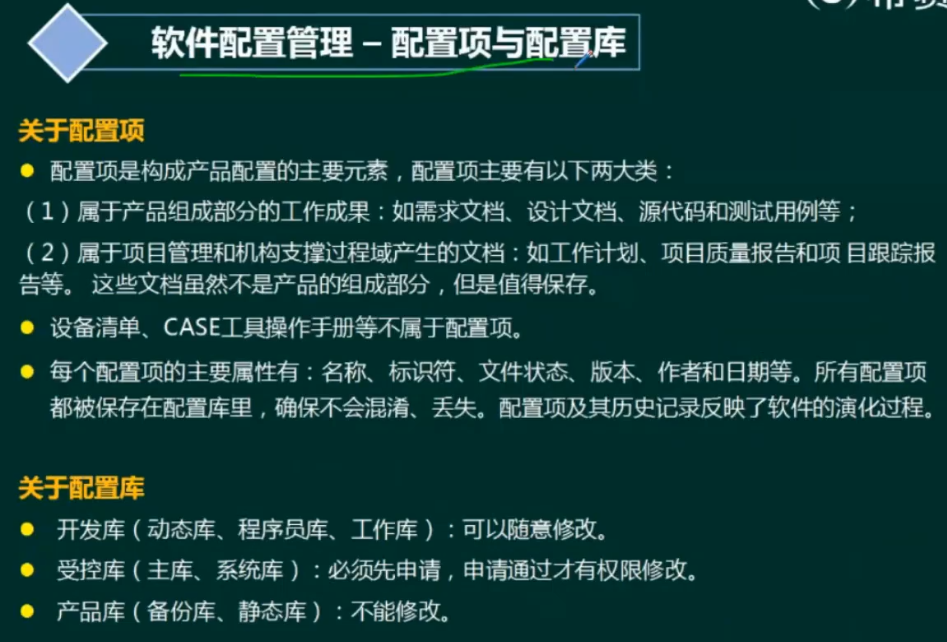 软件配置管理 – 配置项与配置库
关于配置项
配置项是构成产品配置的主要元素，配置项主要有以下两大类：
（1）属于产品组成部分的工作成果：如需求文档、设计文档、源代码和测试用例等；
（2）属于项目管理和机构支撑过程域产生的文档：如工作计划、项目质量报告和项 目跟踪报
告等。 这些文档虽然不是产品的组成部分，但是值得保存。
设备清单、CASE工具操作手册等不属于配置项。
每个配置项的主要属性有：名称、标识符、文件状态、版本、作者和日期等。所有配置项
都被保存在配置库里，确保不会混淆、丢失。配置项及其历史记录反映了软件的演化过程。
关于配置库
开发库（动态库、程序员库、工作库）：可以随意修改。
受控库（主库、系统库）：必须先申请，申请通过才有权限修改。
产品库（备份库、静态库）：不能修改。